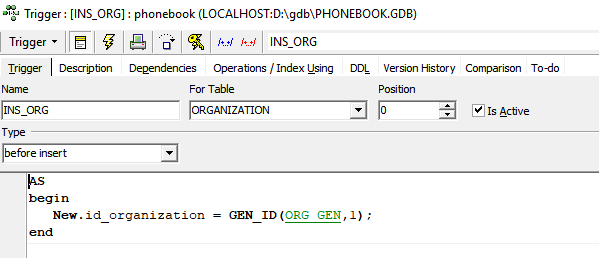 Trigger : [INS_ORG] : phonebook (LOCALHOST:D:\gdb\PHONEBOOK.GDB)
Trigger INS_ORG
Trigger Description Dependencies Operations / Index Using DDL Version History Comparison To-do
Name For Table Position
INS_ORG ORGANIZATION 0 Is Active
Type
before insert
AS
begin
New.id_organization = GEN_ID(ORG_GEN,1);
end